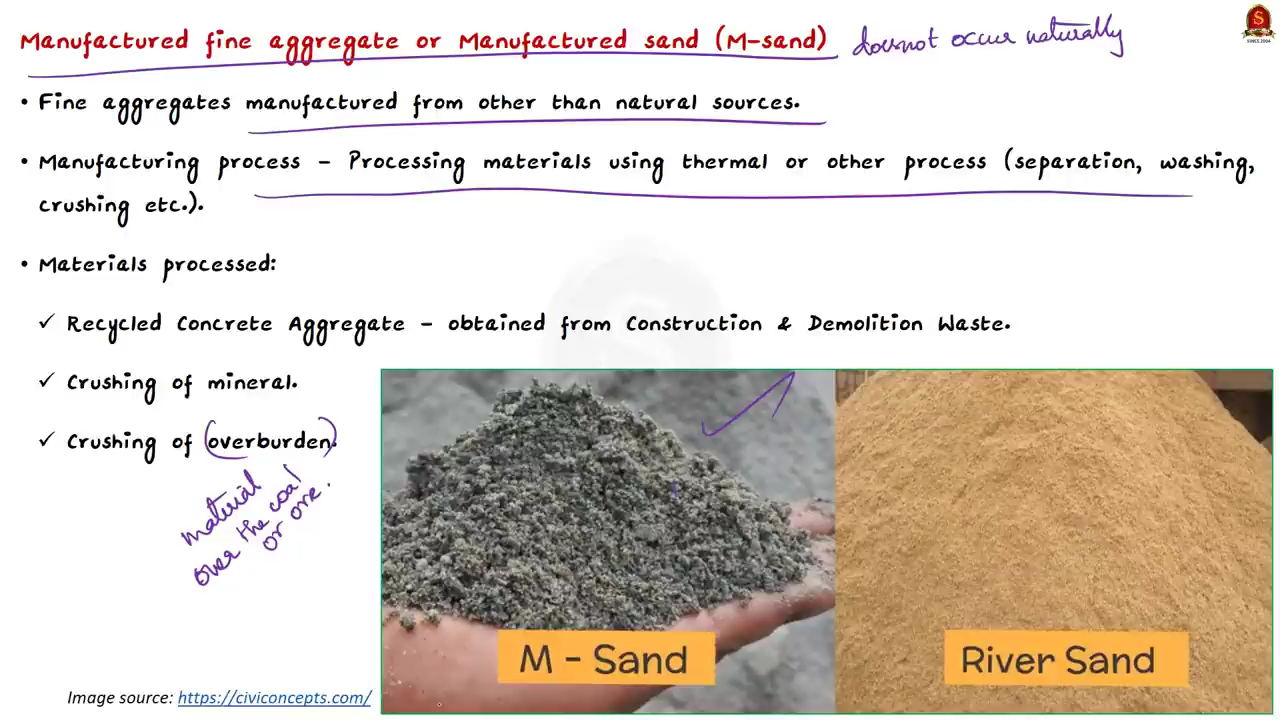 Manufactured fine aggregate or Manufactured sand (M-sand) doesnot occur naturally
• Fine aggregates manufactured from other than natural sources.
• Manufacturing process – Processing materials using thermal or other process (separation, washing,
crushing etc.).
• Materials processed:
✓ Recycled Concrete Aggregate – obtained from Construction & Demolition Waste.
✓ Crushing of mineral.
✓ Crushing of (overburden).
material
over the coal
or ore.
M - Sand
River Sand
Image source: https://civiconcepts.com/
S
SINCE 2004